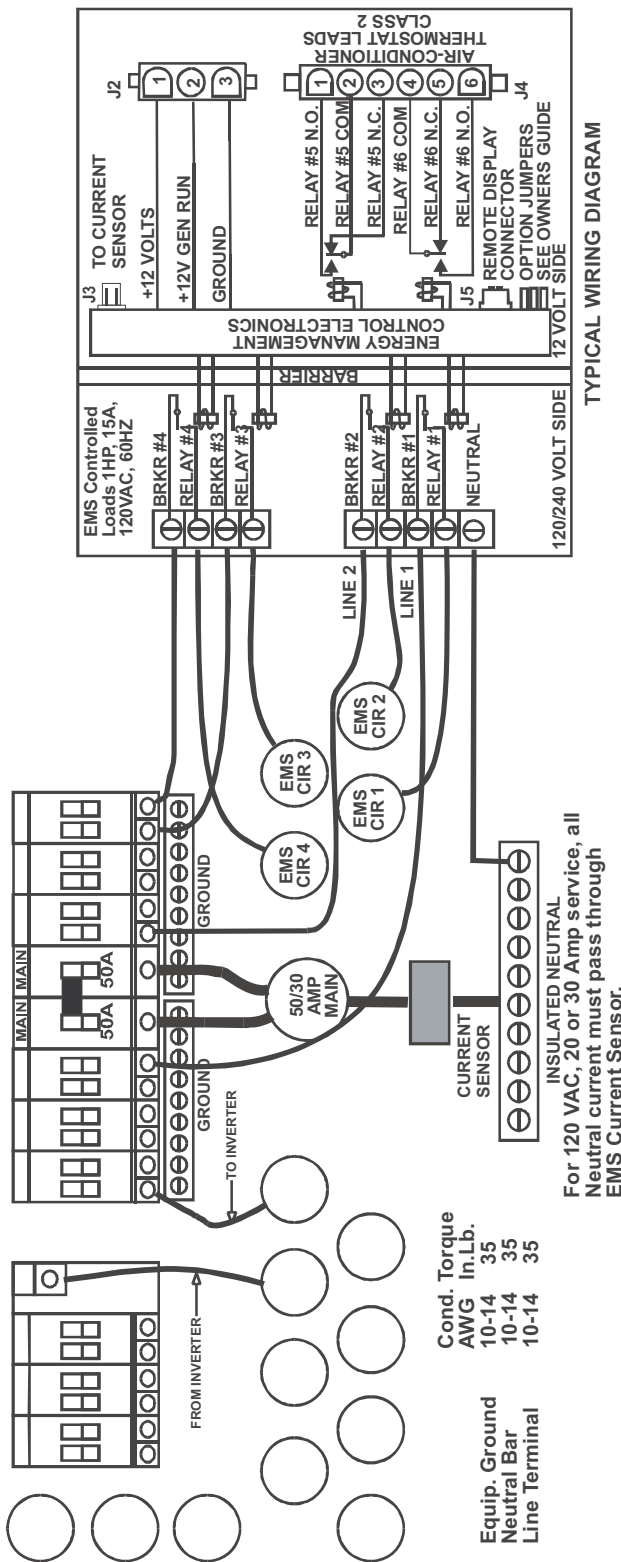 MAIN
MAIN
50A
50A
GROUND
GROUND
TO INVERTER
FROM INVERTER
50/30
AMP
MAIN
EMS
CIR 4
EMS
CIR 3
EMS
CIR 1
EMS
CIR 2
CURRENT
SENSOR
INSULATED NEUTRAL
For 120 VAC, 20 or 30 Amp service, all
Neutral current must pass through
EMS Current Sensor.
Cond. Torque
AWG In.Lb.
Equip. Ground 10-14 35
Neutral Bar 10-14 35
Line Terminal 10-14 35
EMS Controlled
Loads 1HP, 15A,
120VAC, 60HZ
BRKR #4
RELAY #4
BRKR #3
RELAY #3
LINE 2
BRKR #2
RELAY #2
LINE 1
BRKR #1
RELAY #1
NEUTRAL
120/240 VOLT SIDE
BARRIER
ENERGY MANAGEMENT
CONTROL ELECTRONICS
J3
TO CURRENT
SENSOR
+12 VOLTS
+12V GEN RUN
GROUND
J2
1
2
3
RELAY #5 N.O.
RELAY #5 COM
RELAY #5 N.C.
RELAY #6 COM
RELAY #6 N.C.
RELAY #6 N.O.
1
2
3
4
5
6
J4
AIR-CONDITIONER
THERMOSTAT LEADS
CLASS 2
J5
REMOTE DISPLAY
CONNECTOR
OPTION JUMPERS
SEE OWNERS GUIDE
12 VOLT SIDE
TYPICAL WIRING DIAGRAM